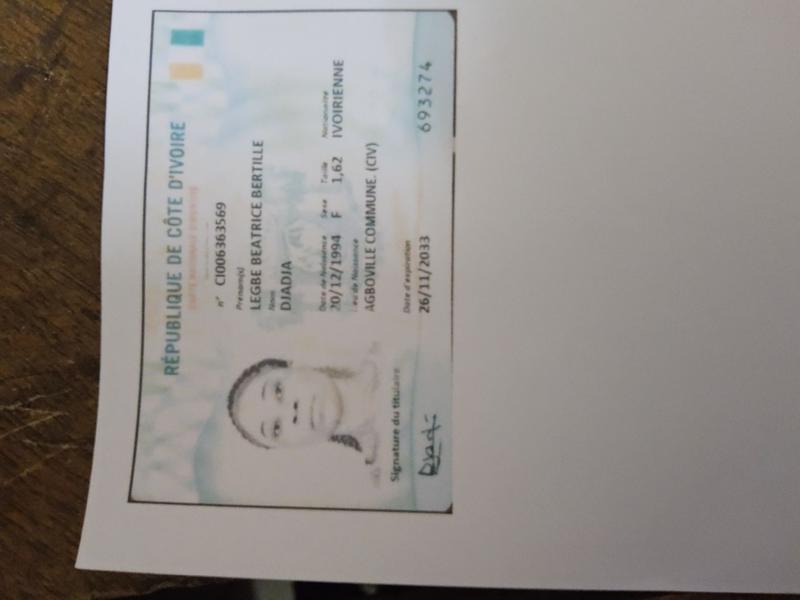 RÉPUBLIQUE DE CÔTE D'IVOIRE
n° CI006363569
Prénom(s)
LEGBE BEATRICE BERTILLE
Nom
DJADJA
Date de Naissance Sexe Taille Nationalité
20/12/1994 F 1,62 IVOIRIENNE
Lieu de Naissance
AGBOVILLE COMMUNE. (CIV)
Signature du titulaire
Date d'expiration
26/11/2033
693274